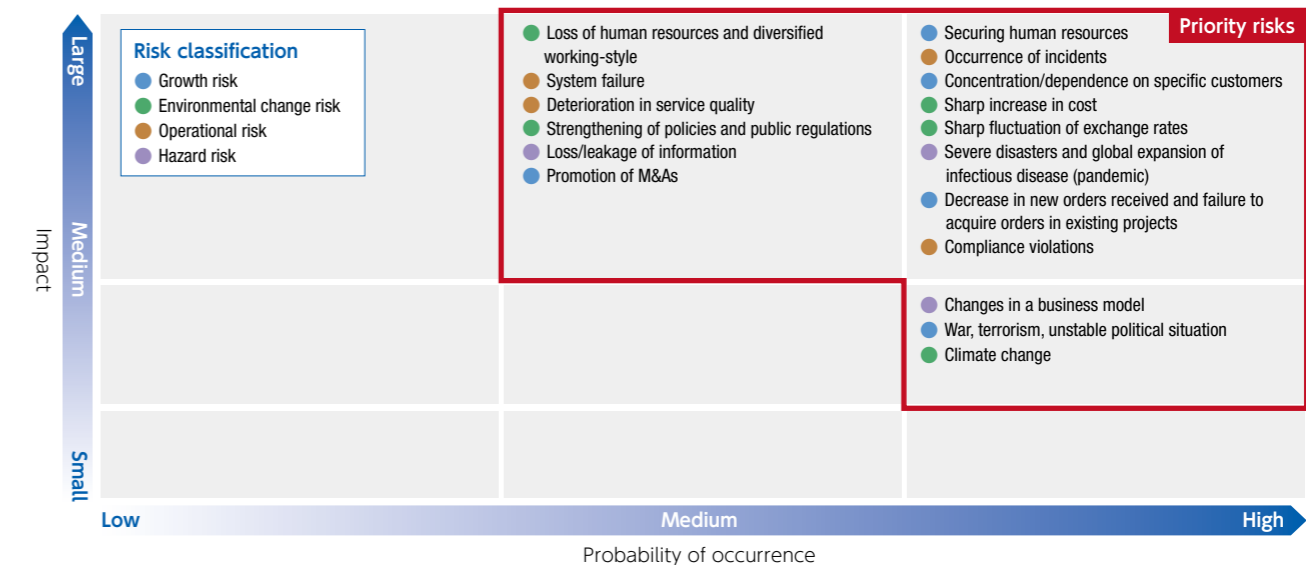 Priority risks
Large
Medium
Small
Impact
Risk classification
Growth risk
Environmental change risk
Operational risk
Hazard risk
Loss of human resources and diversified
working-style
System failure
Deterioration in service quality
Strengthening of policies and public regulations
Loss/leakage of information
Promotion of M&As
Securing human resources
Occurrence of incidents
Concentration/dependence on specific customers
Sharp increase in cost
Sharp fluctuation of exchange rates
Severe disasters and global expansion of
infectious disease (pandemic)
Decrease in new orders received and failure to
acquire orders in existing projects
Compliance violations
Changes in a business model
War, terrorism, unstable political situation
Climate change
Low
Medium
High
Probability of occurrence